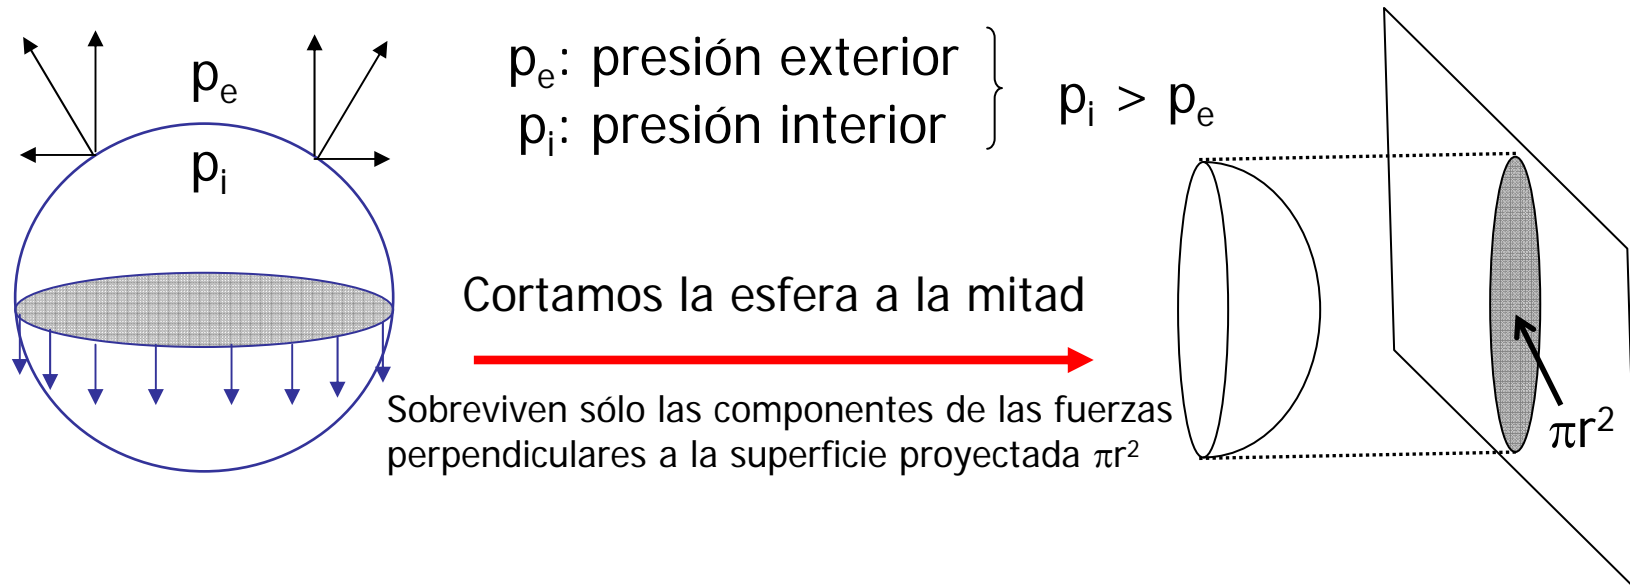 pₑ
pᵢ
pₑ: presión exterior
pᵢ: presión interior
pᵢ > pₑ
Cortamos la esfera a la mitad
Sobreviven sólo las componentes de las fuerzas
perpendiculares a la superficie proyectada πr²
πr²